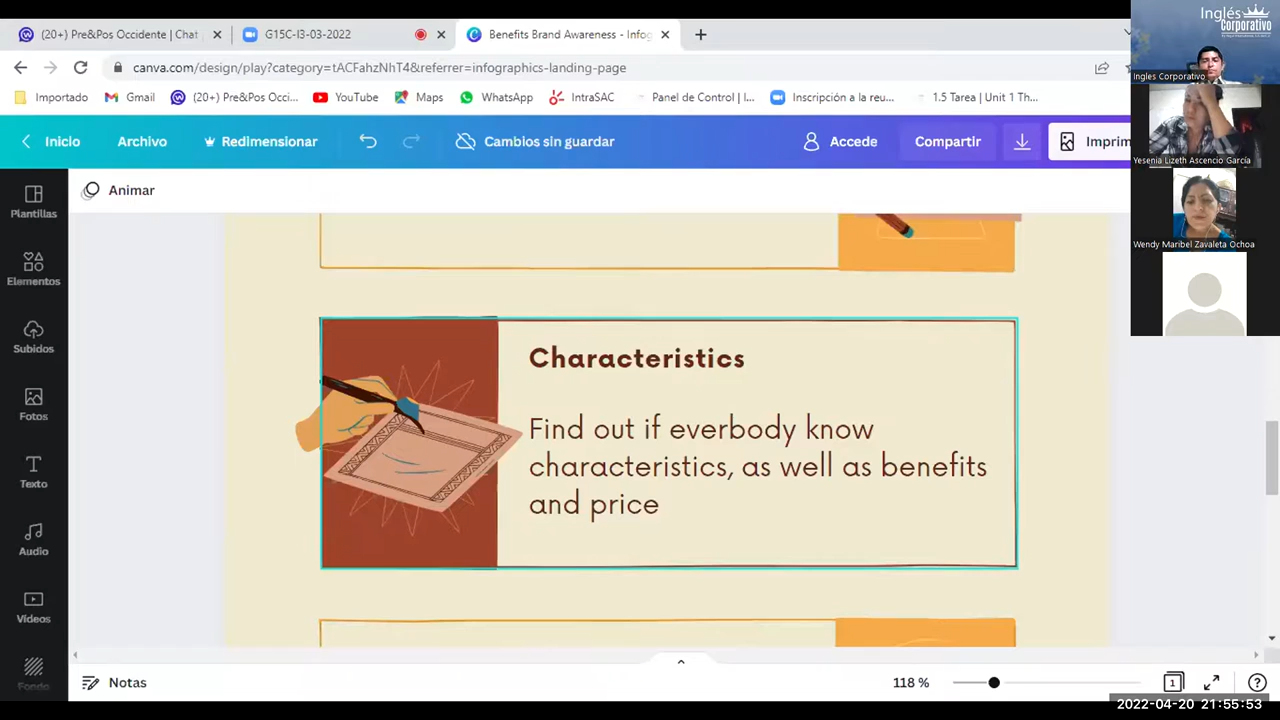 (20+) Pre&Pos Occidente | Chat
G15C-I3-03-2022
Benefits Brand Awareness - Infog
canva.com/design/play?category=tACFahzNhT4&referrer=infographics-landing-page
Importado
Gmail
(20+) Pre&Pos Occi...
YouTube
Maps
WhatsApp
IntraSAC
Panel de Control | I...
Inscripción a la reu...
1.5 Tarea | Unit 1 Th...
Inicio
Archivo
Redimensionar
Cambios sin guardar
Accede
Compartir
Imprim
Animar
Plantillas
Elementos
Subidos
Fotos
Texto
Audio
Vídeos
Fondo
Characteristics
Find out if everbody know
characteristics, as well as benefits
and price
Notas
118 %
1
Inglés
Corporativo
Ingles Corporativo
Yesenia Lizeth Ascencio García
Wendy Maribel Zavaleta Ochoa
2022-04-20 21:55:53